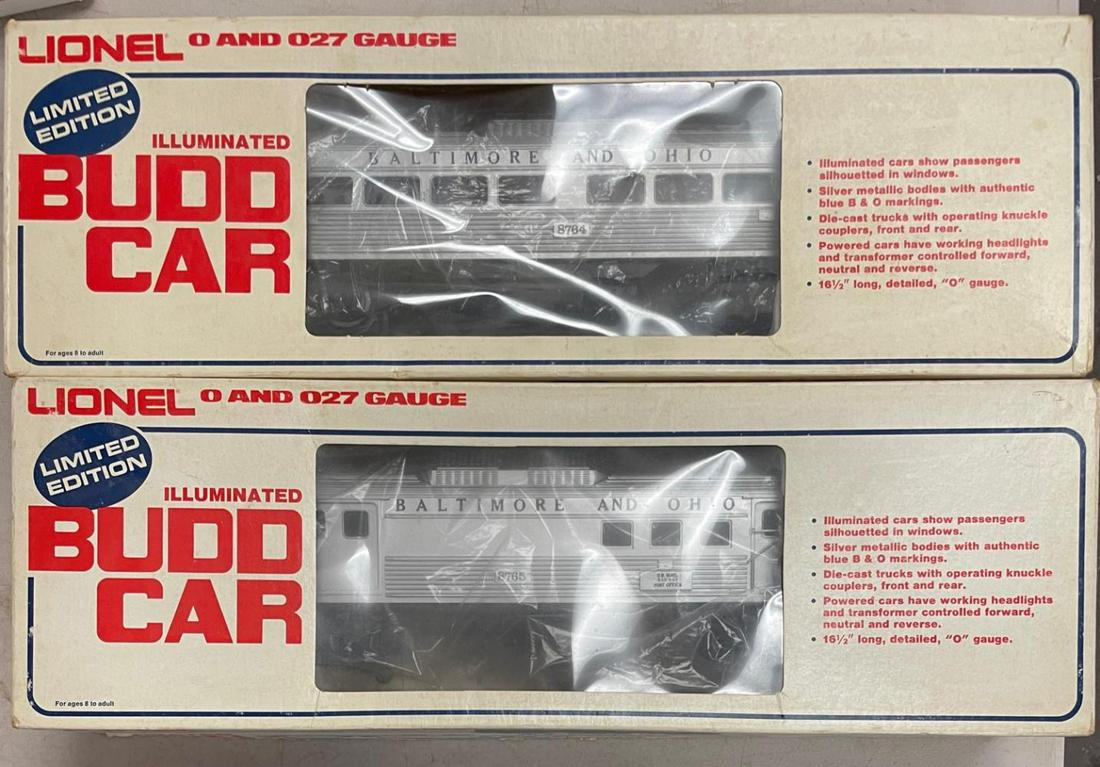 LIONEL O AND O27 GAUGE
LIMITED
EDITION
ILLUMINATED
BUDD
CAR
BALTIMORE AND OHIO
8764
• Illuminated cars show passengers
silhouetted in windows.
• Silver metallic bodies with authentic
blue B & O markings.
• Die-cast trucks with operating knuckle
couplers, front and rear.
• Powered cars have working headlights
and transformer controlled forward,
neutral and reverse.
• 16½" long, detailed, "O" gauge.
For ages 8 to adult
LIONEL O AND O27 GAUGE
LIMITED
EDITION
ILLUMINATED
BUDD
CAR
BALTIMORE AND OHIO
8765
U.S. MAIL
RAILWAY
POST OFFICE
• Illuminated cars show passengers
silhouetted in windows.
• Silver metallic bodies with authentic
blue B & O markings.
• Die-cast trucks with operating knuckle
couplers, front and rear.
• Powered cars have working headlights
and transformer controlled forward,
neutral and reverse.
• 16½" long, detailed, "O" gauge.
For ages 8 to adult